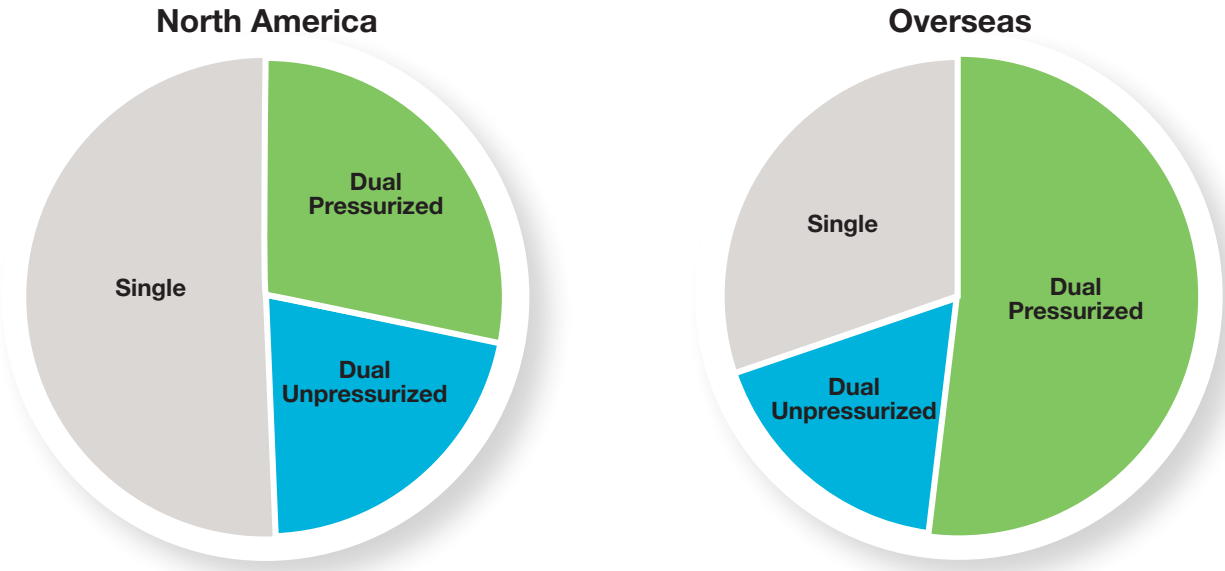 North America
Dual
Pressurized
Single
Dual
Unpressurized
Overseas
Single
Dual
Pressurized
Dual
Unpressurized